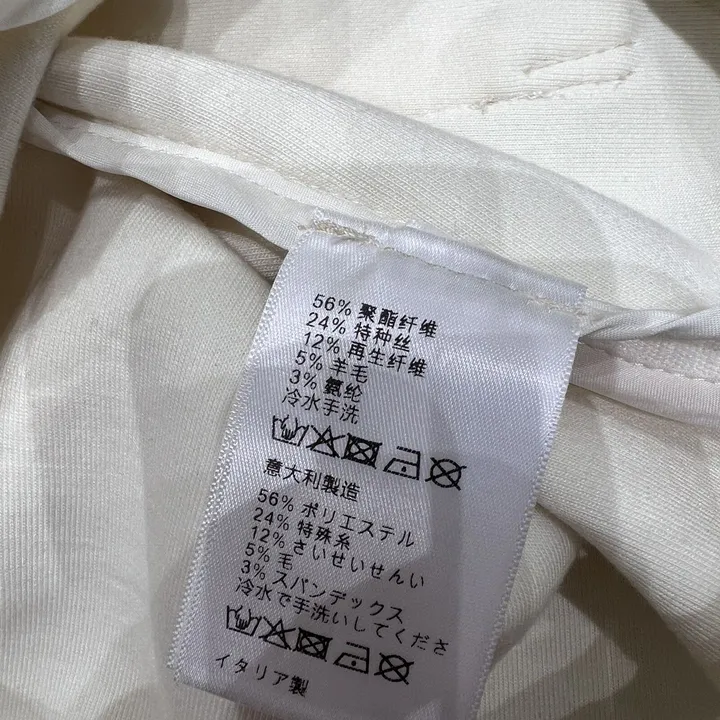 56% 聚酯纤维
24% 特种丝
12% 再生纤维
5% 羊毛
3% 氨纶
冷水手洗
意大利製造
56% ポリエステル
24% 特殊糸
12% さいせいせんい
5% 毛
3% スパンデックス
冷水で手洗いしてくださ
イタリア製